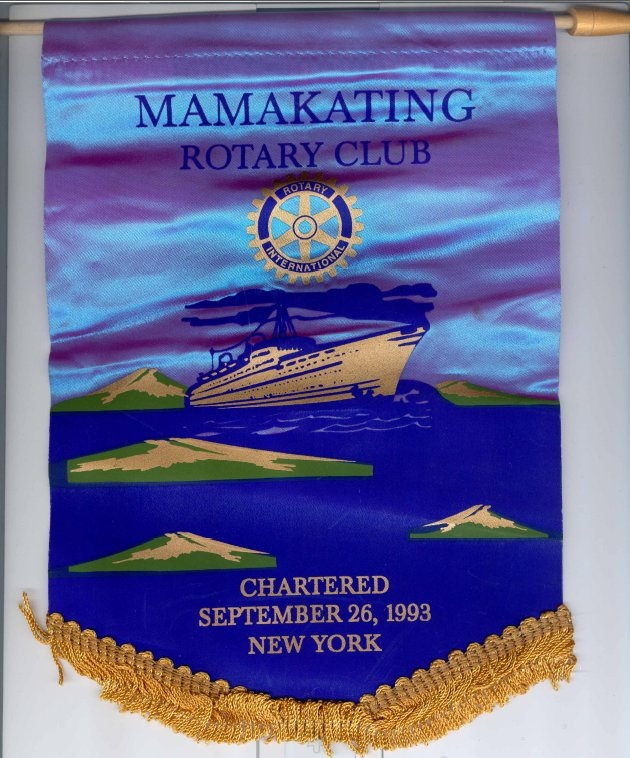 MAMAKATING
ROTARY CLUB
ROTARY
INTERNATIONAL
CHARTERED
SEPTEMBER 26, 1993
NEW YORK